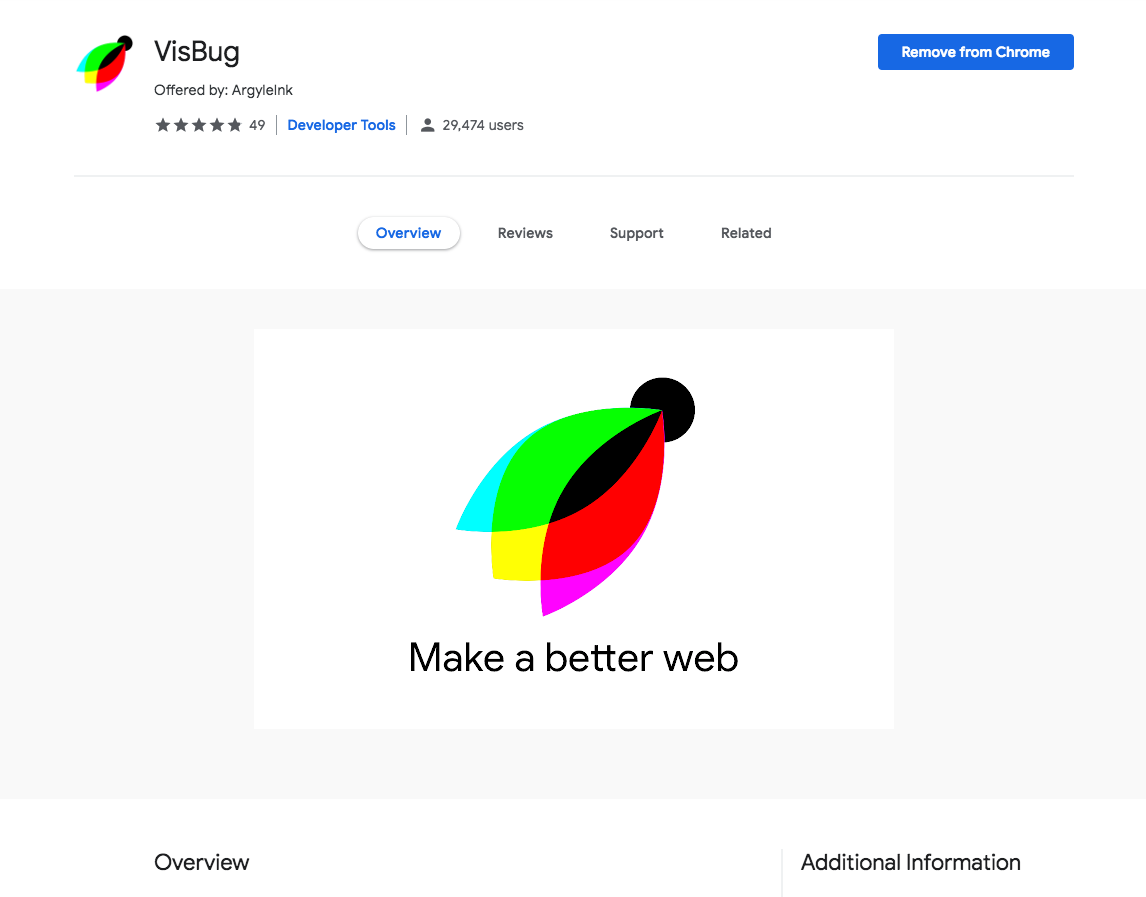 VisBug
Remove from Chrome
Offered by: ArgyleInk
49 Developer Tools 29,474 users
Overview Reviews Support Related
Make a better web
Overview Additional Information